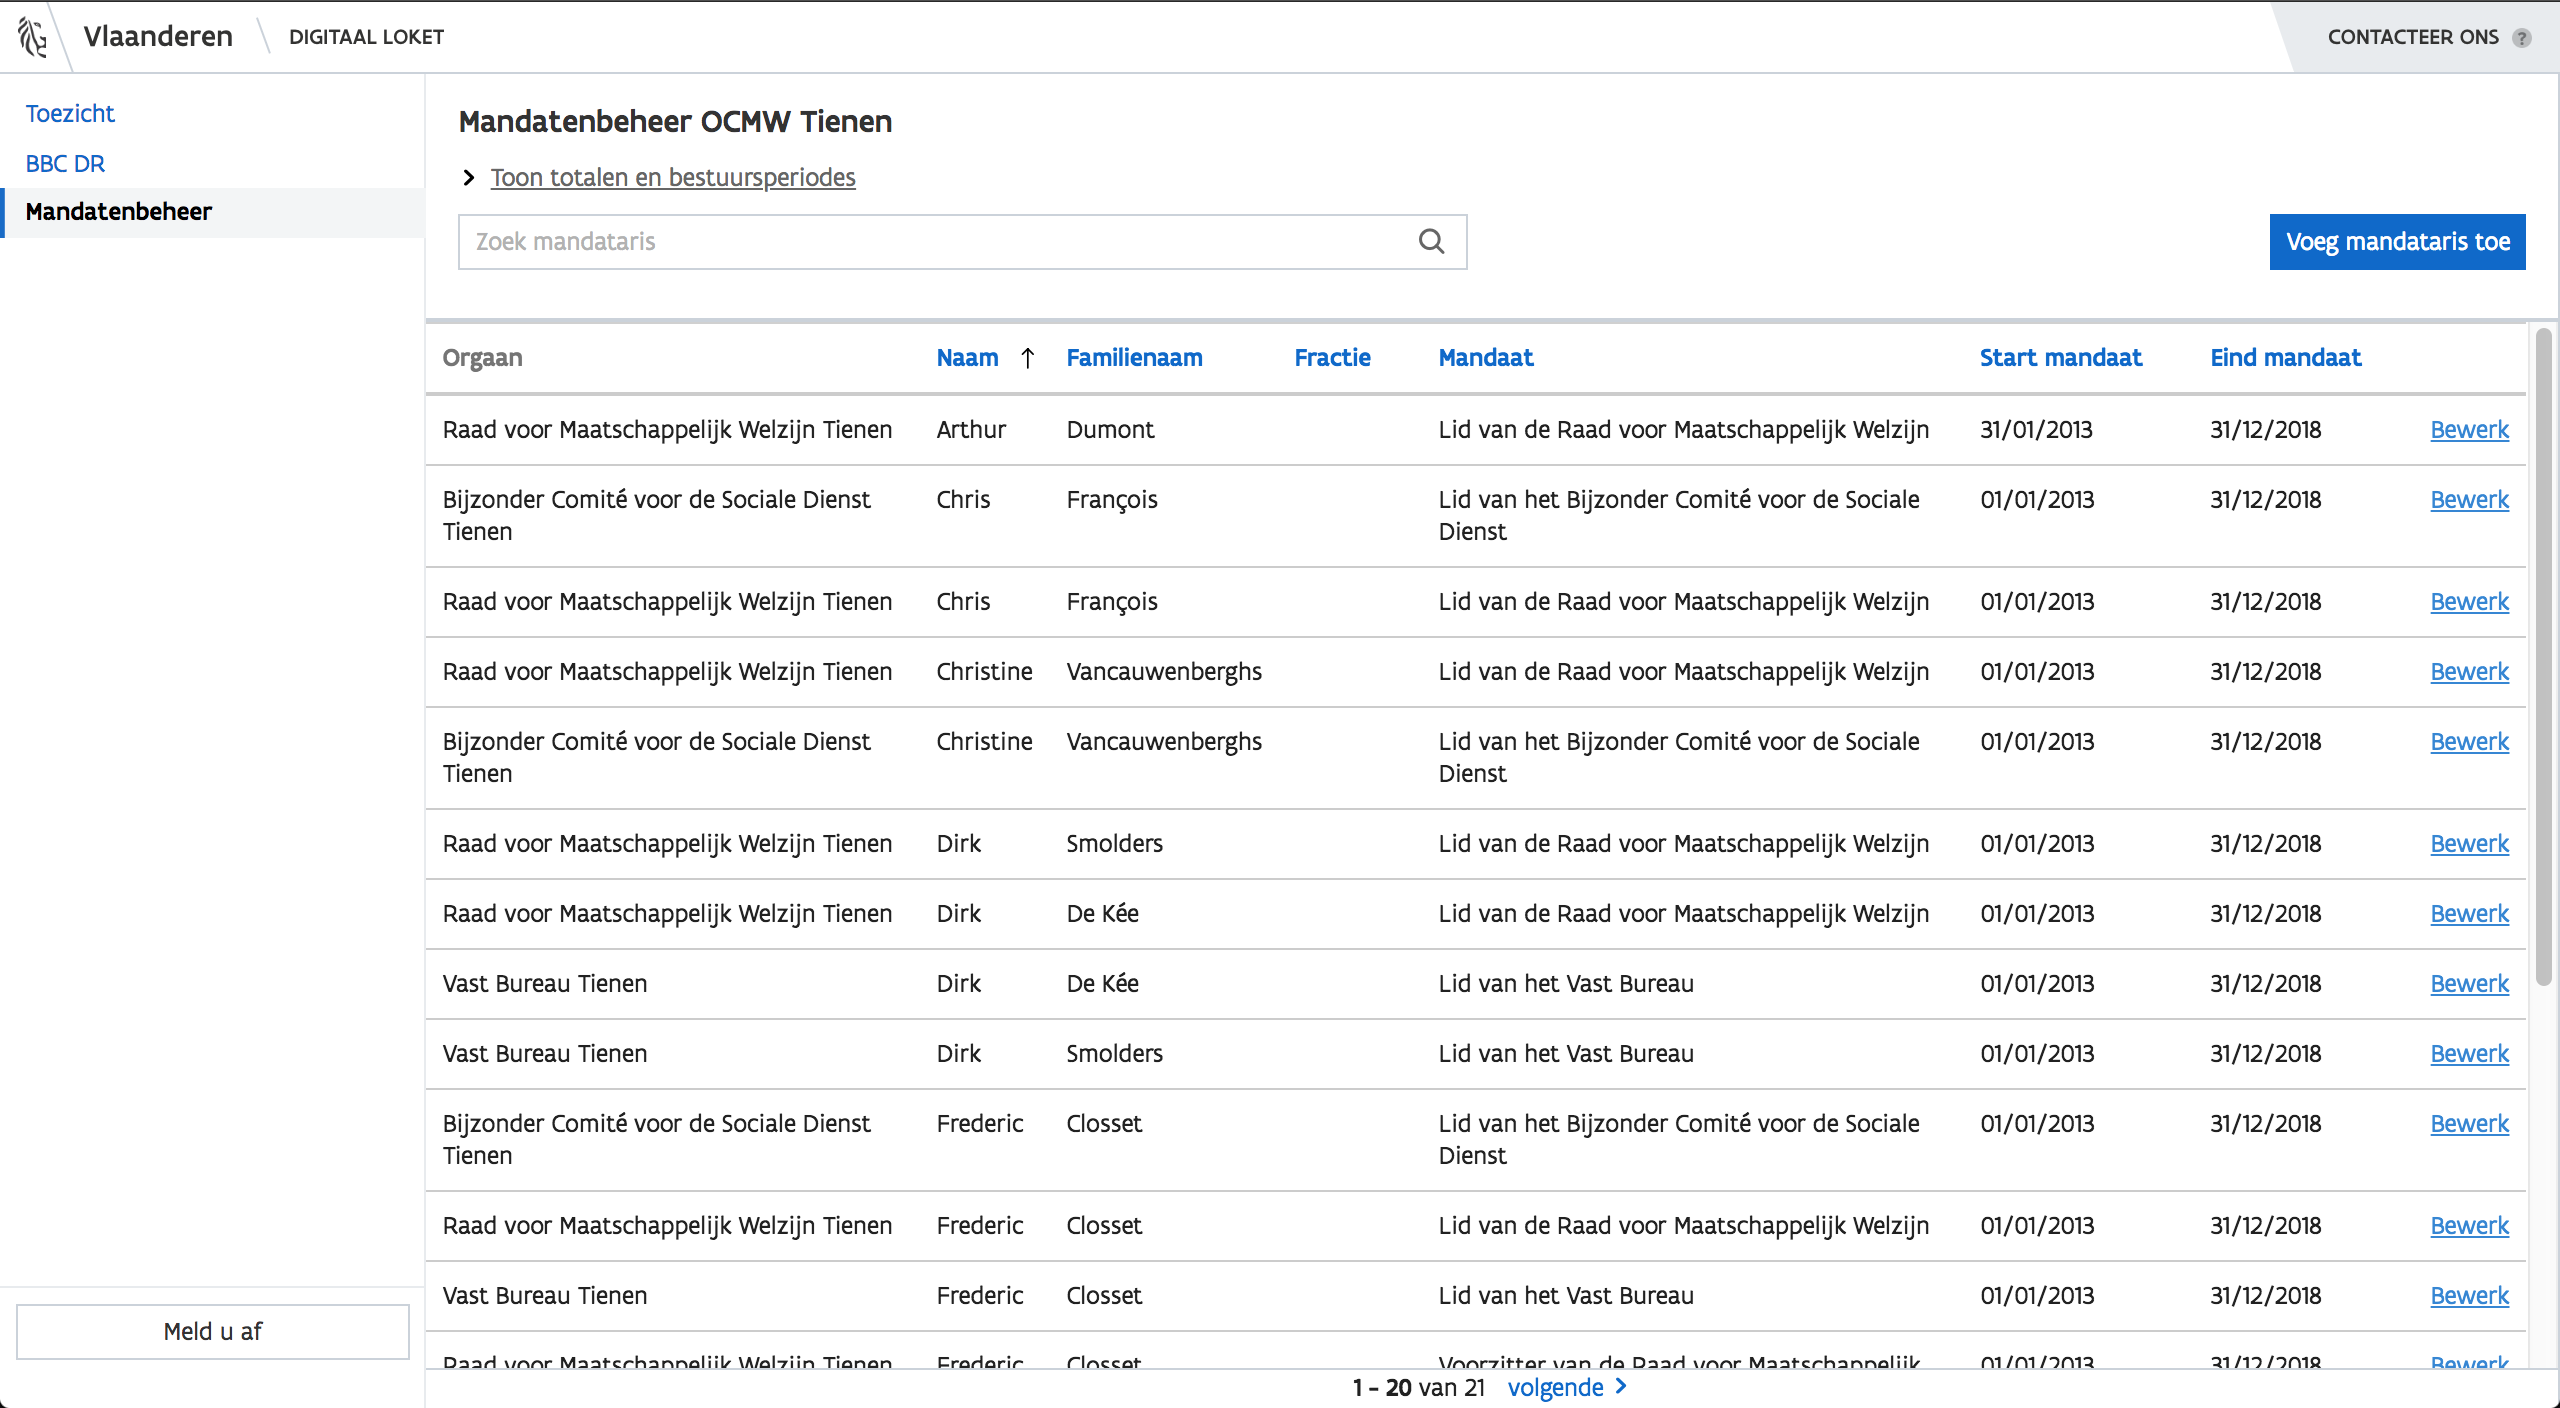 Vlaanderen
DIGITAAL LOKET
CONTACTEER ONS ?
Toezicht
BBC DR
Mandatenbeheer
Meld u af
Mandatenbeheer OCMW Tienen
Toon totalen en bestuursperiodes
Zoek mandataris
Voeg mandataris toe
Orgaan Naam ↑ Familienaam Fractie Mandaat Start mandaat Eind mandaat
Raad voor Maatschappelijk Welzijn Tienen Arthur Dumont Lid van de Raad voor Maatschappelijk Welzijn 31/01/2013 31/12/2018 Bewerk
Bijzonder Comité voor de Sociale Dienst Chris François Lid van het Bijzonder Comité voor de Sociale 01/01/2013 31/12/2018 Bewerk
Tienen Dienst
Raad voor Maatschappelijk Welzijn Tienen Chris François Lid van de Raad voor Maatschappelijk Welzijn 01/01/2013 31/12/2018 Bewerk
Raad voor Maatschappelijk Welzijn Tienen Christine Vancauwenberghs Lid van de Raad voor Maatschappelijk Welzijn 01/01/2013 31/12/2018 Bewerk
Bijzonder Comité voor de Sociale Dienst Christine Vancauwenberghs Lid van het Bijzonder Comité voor de Sociale 01/01/2013 31/12/2018 Bewerk
Tienen Dienst
Raad voor Maatschappelijk Welzijn Tienen Dirk Smolders Lid van de Raad voor Maatschappelijk Welzijn 01/01/2013 31/12/2018 Bewerk
Raad voor Maatschappelijk Welzijn Tienen Dirk De Kée Lid van de Raad voor Maatschappelijk Welzijn 01/01/2013 31/12/2018 Bewerk
Vast Bureau Tienen Dirk De Kée Lid van het Vast Bureau 01/01/2013 31/12/2018 Bewerk
Vast Bureau Tienen Dirk Smolders Lid van het Vast Bureau 01/01/2013 31/12/2018 Bewerk
Bijzonder Comité voor de Sociale Dienst Frederic Closset Lid van het Bijzonder Comité voor de Sociale 01/01/2013 31/12/2018 Bewerk
Tienen Dienst
Raad voor Maatschappelijk Welzijn Tienen Frederic Closset Lid van de Raad voor Maatschappelijk Welzijn 01/01/2013 31/12/2018 Bewerk
Vast Bureau Tienen Frederic Closset Lid van het Vast Bureau 01/01/2013 31/12/2018 Bewerk
Raad voor Maatschappelijk Welzijn Tienen Frederic Closset Voorzitter van de Raad voor Maatschappelijk 01/01/2013 31/12/2018 Bewerk
1 - 20 van 21 volgende